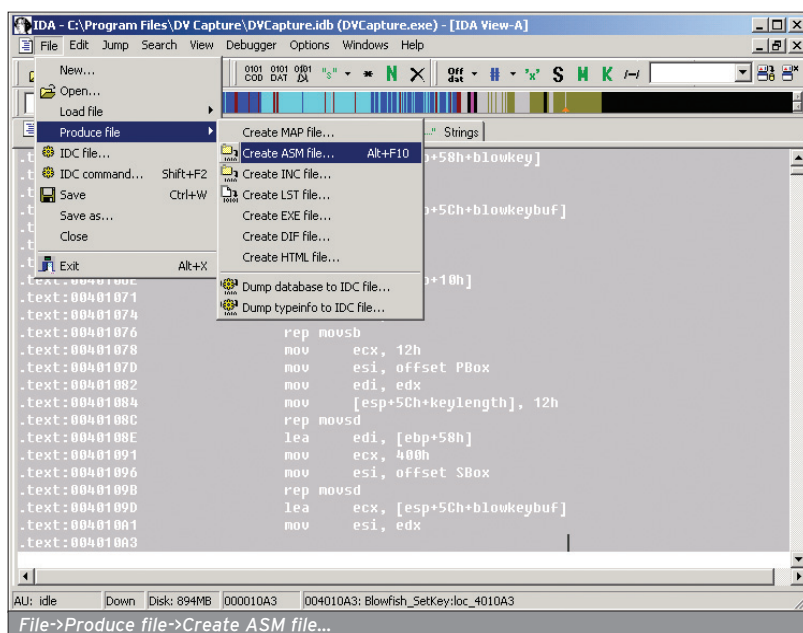 IDA - C:\Program Files\DV Capture\DVCapture.idb (DVCapture.exe) - [IDA View-A]
File Edit Jump Search View Debugger Options Windows Help
0101 0101 0101 "s" N Off # 'x' S M K
COD DAT dat
New...
Open...
Load file
Produce file
IDC file...
IDC command... Shift+F2
Save Ctrl+W
Save as...
Close
Exit Alt+X
Strings
Create MAP file...
Create ASM file... Alt+F10
Create INC file...
Create LST file...
Create EXE file...
Create DIF file...
Create HTML file...
Dump database to IDC file...
Dump typeinfo to IDC file...
+58h+blowkey]
+5Ch+blowkeybuf]
+10h]
.text:00401071
.text:00401074
.text:00401076 rep movsb
.text:00401078 mov ecx, 12h
.text:0040107D mov esi, offset PBox
.text:00401082 mov edi, edx
.text:00401084 mov [esp+5Ch+keylength], 12h
.text:0040108C rep movsd
.text:0040108E lea edi, [ebp+58h]
.text:00401091 mov ecx, 400h
.text:00401096 mov esi, offset SBox
.text:0040109B rep movsd
.text:0040109D lea ecx, [esp+5Ch+blowkeybuf]
.text:004010A1 mov esi, edx
.text:004010A3
AU: idle Down Disk: 894MB 000010A3 004010A3: Blowfish_SetKey:loc_4010A3
File->Produce file->Create ASM file...